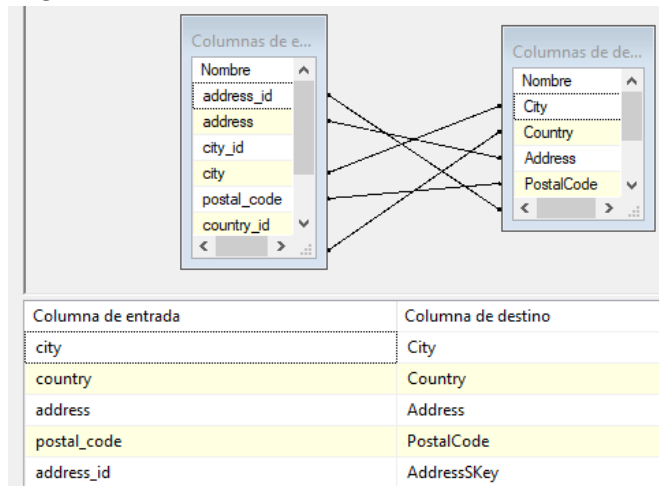 Columnas de e...
Nombre
address_id
address
city_id
city
postal_code
country_id
Columnas de de...
Nombre
City
Country
Address
PostalCode
Columna de entrada Columna de destino
city City
country Country
address Address
postal_code PostalCode
address_id AddressSKey